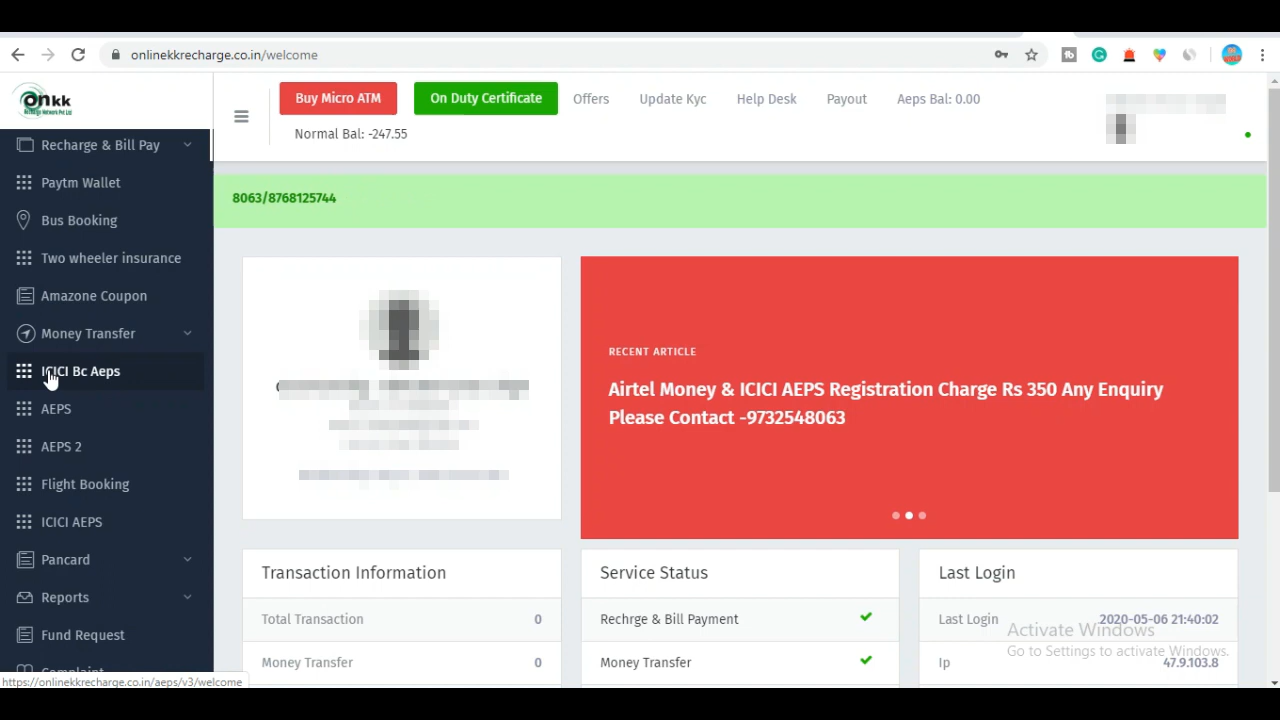 onlinekkrecharge.co.in/welcome
Onkk
Recharge Network Pvt Ltd
Buy Micro ATM
On Duty Certificate
Offers
Update Kyc
Help Desk
Payout
Aeps Bal: 0.00
Normal Bal: -247.55
Recharge & Bill Pay
Paytm Wallet
Bus Booking
Two wheeler insurance
Amazone Coupon
Money Transfer
ICICI Bc Aeps
AEPS
AEPS 2
Flight Booking
ICICI AEPS
Pancard
Reports
Fund Request
Complaint
8063/8768125744
RECENT ARTICLE
Airtel Money & ICICI AEPS Registration Charge Rs 350 Any Enquiry
Please Contact -9732548063
Transaction Information
Total Transaction 0
Money Transfer 0
Service Status
Rechrge & Bill Payment
Money Transfer
Last Login
Last Login 2020-05-06 21:40:02
Ip 47.9.103.8
Activate Windows
Go to Settings to activate Windows.
https://onlinekkrecharge.co.in/aeps/v3/welcome